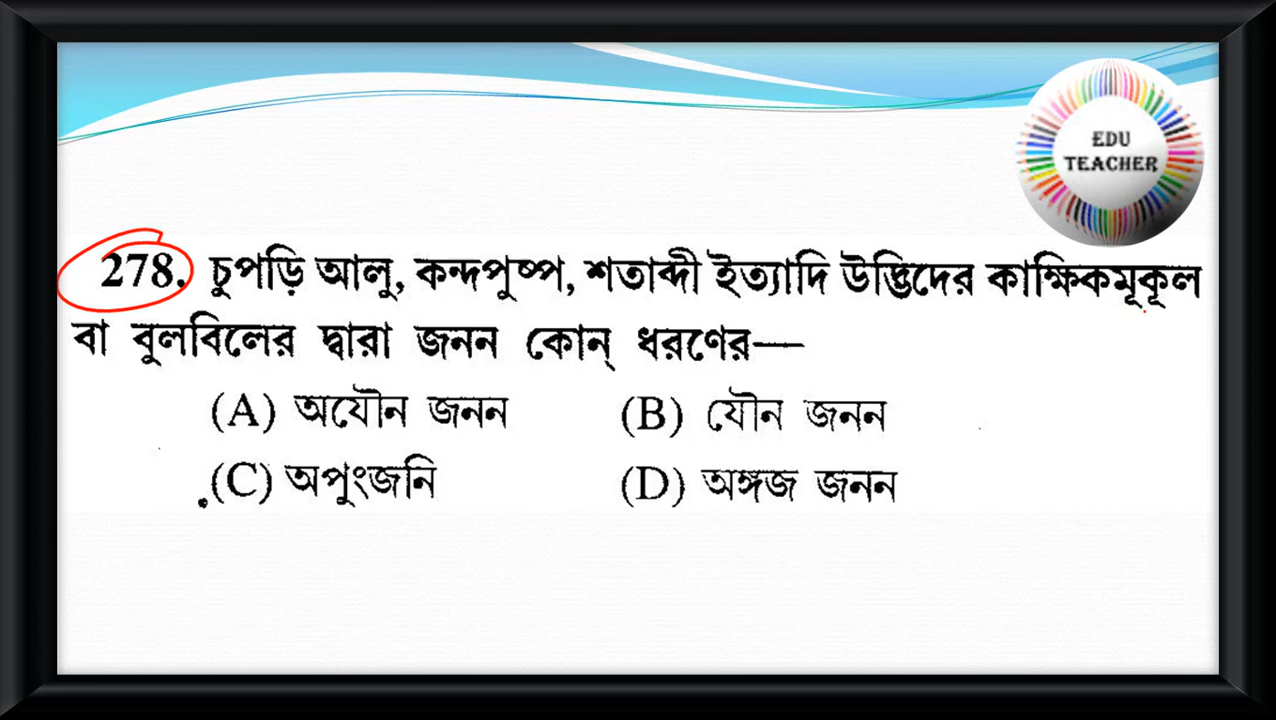 EDU
TEACHER
278. চুপড়ি আলু, কন্দপুষ্প, শতাব্দী ইত্যাদি উদ্ভিদের কাক্ষিকমূকূল
বা বুলবিলের দ্বারা জনন কোন্ ধরণের—
(A) অযৌন জনন (B) যৌন জনন
(C) অপুংজনি (D) অঙ্গজ জনন